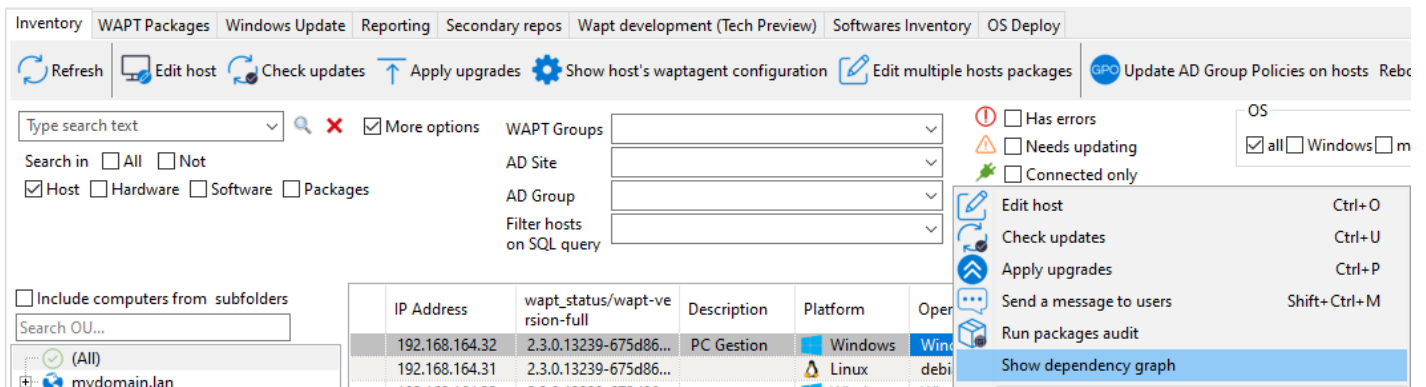 Inventory WAPT Packages Windows Update Reporting Secondary repos Wapt development (Tech Preview) Softwares Inventory OS Deploy
Refresh Edit host Check updates Apply upgrades Show host's waptagent configuration Edit multiple hosts packages GPO Update AD Group Policies on hosts Rebo
Type search text More options
Search in All Not
Host Hardware Software Packages
WAPT Groups
AD Site
AD Group
Filter hosts
on SQL query
Has errors
Needs updating
Connected only
OS
all Windows m
Edit host Ctrl+O
Check updates Ctrl+U
Apply upgrades Ctrl+P
Send a message to users Shift+Ctrl+M
Run packages audit
Show dependency graph
Include computers from subfolders
Search OU...
(All)
mydomain.lan
IP Address wapt_status/wapt-ve Description Platform Oper
rsion-full
192.168.164.32 2.3.0.13239-675d86... PC Gestion Windows Wind
192.168.164.31 2.3.0.13239-675d86... Linux debi